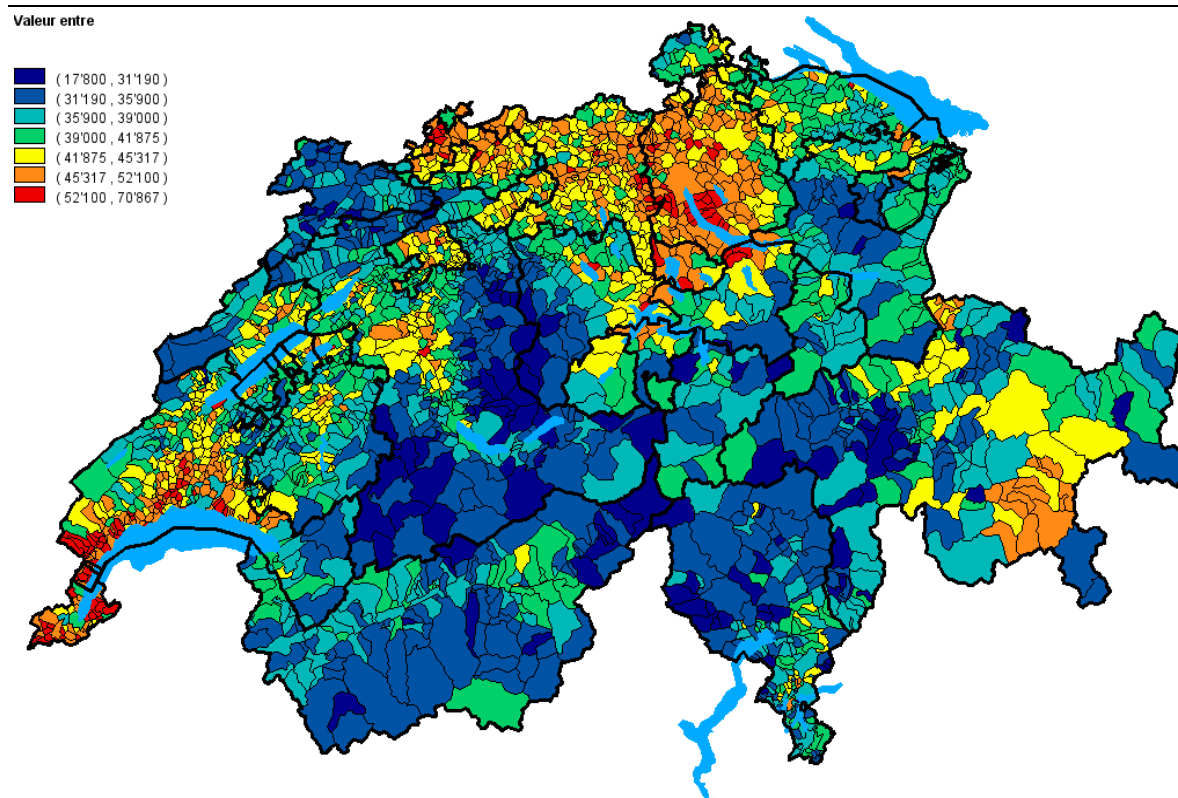 Valeur entre
( 17'800 , 31'190 )
( 31'190 , 35'900 )
( 35'900 , 39'000 )
( 39'000 , 41'875 )
( 41'875 , 45'317 )
( 45'317 , 52'100 )
( 52'100 , 70'867 )